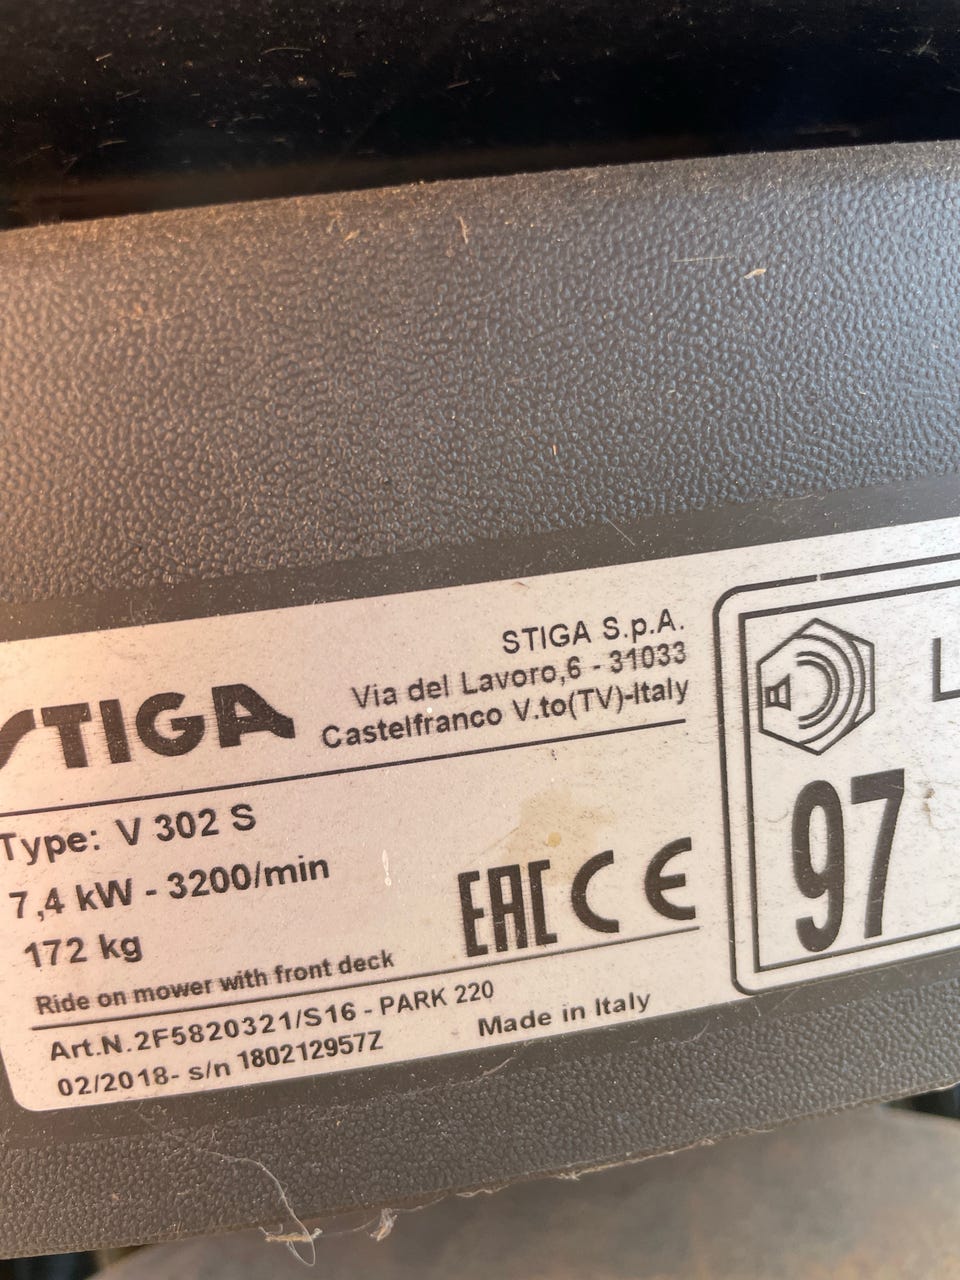 STIGA
STIGA S.p.A.
Via del Lavoro,6 - 31033
Castelfranco V.to(TV)-Italy
Type: V 302 S
7,4 kW - 3200/min
172 kg
EAC CE
Ride on mower with front deck
Art.N.2F5820321/S16 - PARK 220
02/2018- s/n 180212957Z
Made in Italy
L
97